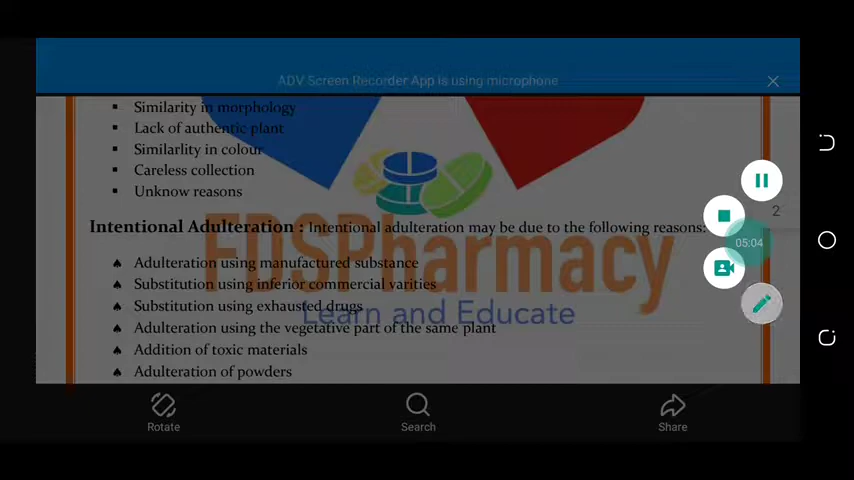 ADV Screen Recorder App is using microphone
Similarity in morphology
Lack of authentic plant
Similarlity in colour
Careless collection
Unknow reasons
Intentional Adulteration : Intentional adulteration may be due to the following reasons:
Adulteration using manufactured substance
Substitution using inferior commercial varities
Substitution using exhausted drugs
Adulteration using the vegetative part of the same plant
Addition of toxic materials
Adulteration of powders
EDSPharmacy
Learn and Educate
2
05:04
Rotate
Search
Share